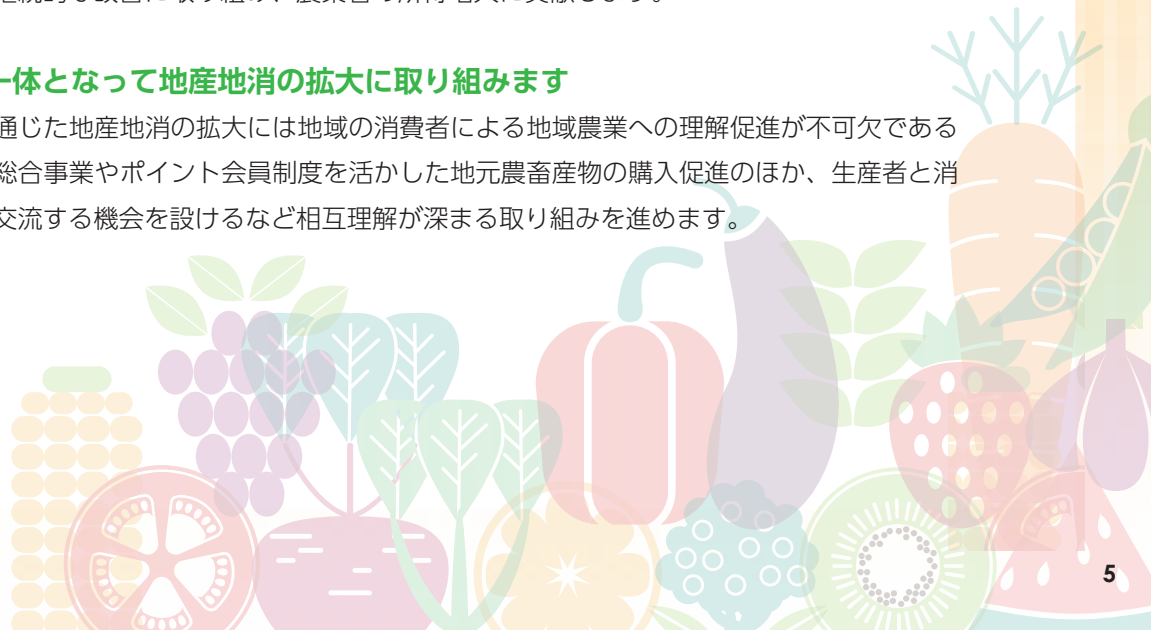 一体となって地産地消の拡大に取り組みます
通じた地産地消の拡大には地域の消費者による地域農業への理解促進が不可欠である
総合事業やポイント会員制度を活かした地元農畜産物の購入促進のほか、生産者と消
交流する機会を設けるなど相互理解が深まる取り組みを進めます。
5